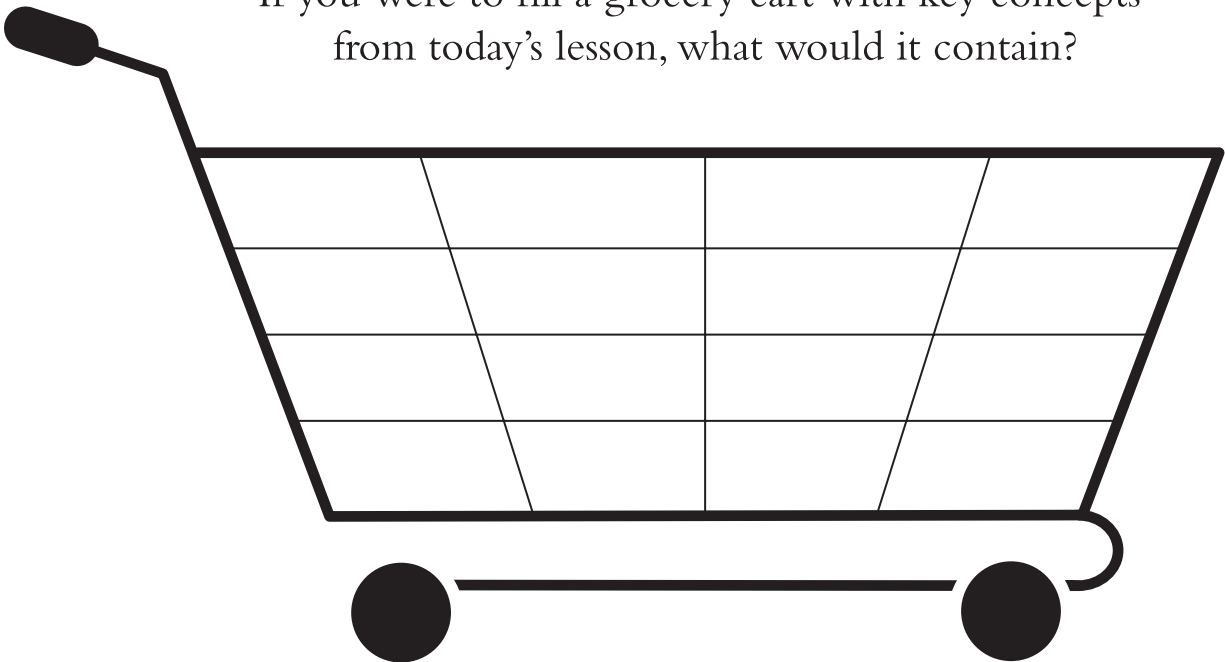 If you were to fill a grocery cart with key concepts
from today’s lesson, what would it contain?